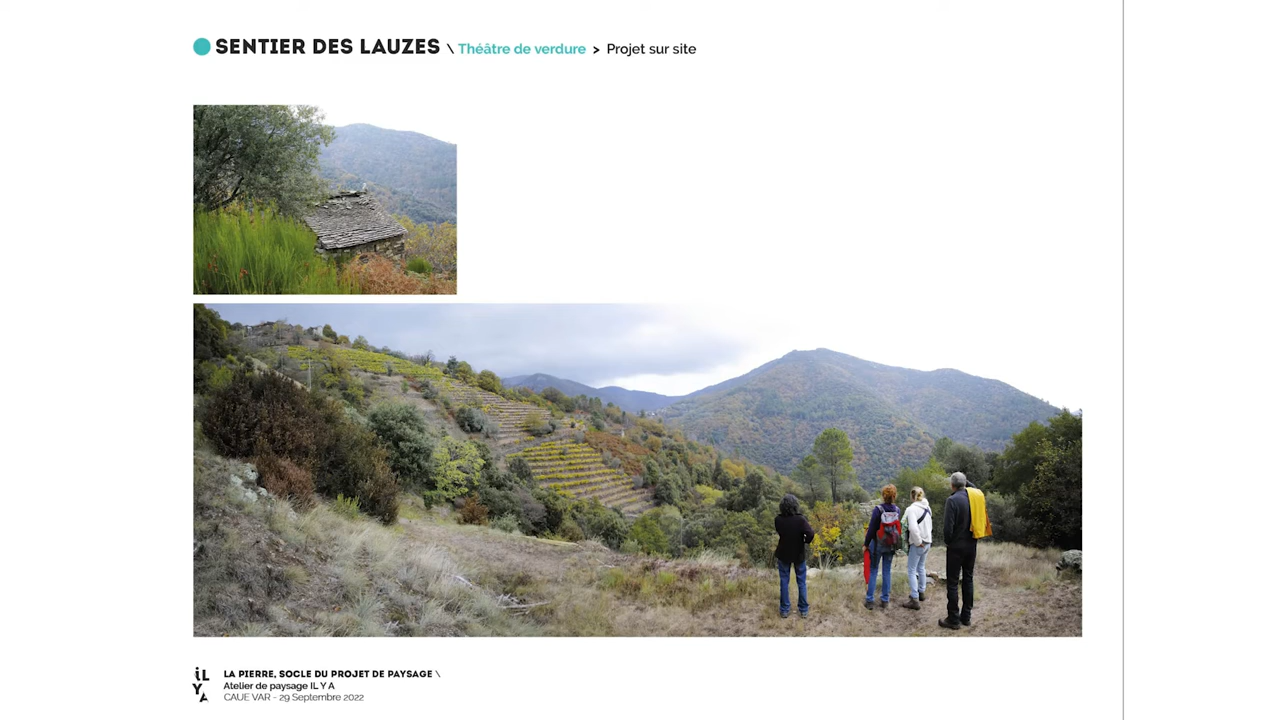 SENTIER DES LAUZES \ Théâtre de verdure > Projet sur site
iL Y A
LA PIERRE, SOCLE DU PROJET DE PAYSAGE \
Atelier de paysage IL Y A
CAUE VAR - 29 Septembre 2022